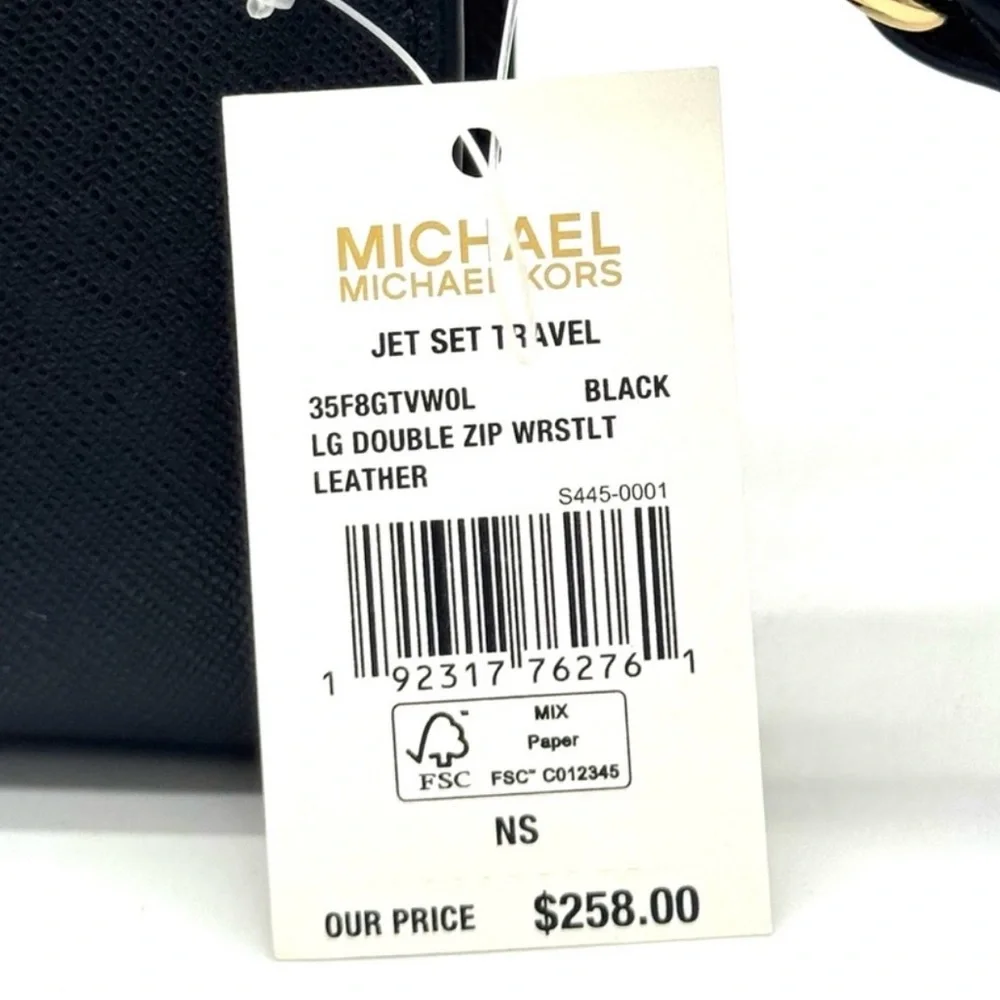 MICHAEL
MICHAEL KORS
JET SET TRAVEL
35F8GTVW0L BLACK
LG DOUBLE ZIP WRSTLT
LEATHER
S445-0001
1 92317 76276 1
FSC™ MIX
Paper
FSC™ C012345
NS
OUR PRICE $258.00